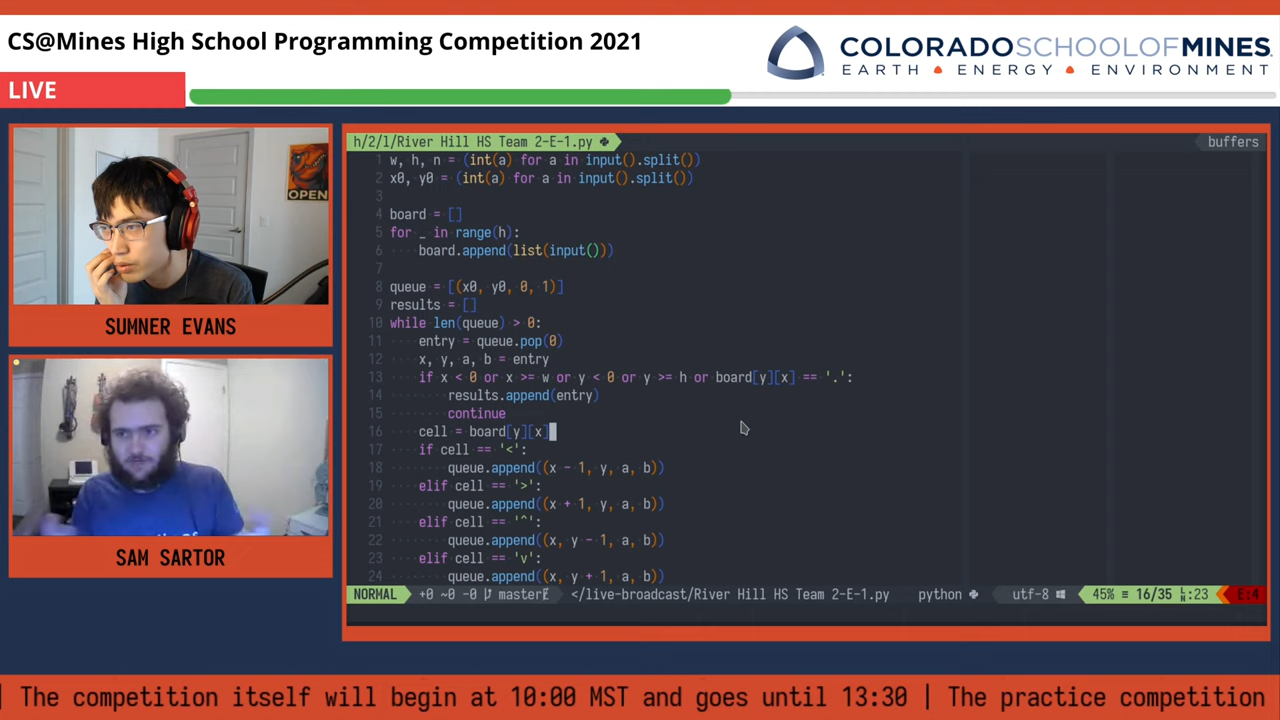 CS@Mines High School Programming Competition 2021
COLORADOSCHOOLOFMINES
EARTH • ENERGY • ENVIRONMENT
LIVE
OPEN
SUMNER EVANS
SAM SARTOR
h/2/l/River Hill HS Team 2-E-1.py
buffers
1 w, h, n = (int(a) for a in input().split())
2 x0, y0 = (int(a) for a in input().split())
3
4 board = []
5 for _ in range(h):
6 board.append(list(input()))
7
8 queue = [(x0, y0, 0, 1)]
9 results = []
10 while len(queue) > 0:
11 entry = queue.pop(0)
12 x, y, a, b = entry
13 if x < 0 or x >= w or y < 0 or y >= h or board[y][x] == '.':
14 results.append(entry)
15 continue
16 cell = board[y][x]
17 if cell == '<':
18 queue.append((x - 1, y, a, b))
19 elif cell == '>':
20 queue.append((x + 1, y, a, b))
21 elif cell == '^':
22 queue.append((x, y - 1, a, b))
23 elif cell == 'v':
24 queue.append((x, y + 1, a, b))
NORMAL +0 ~0 -0 master </live-broadcast/River Hill HS Team 2-E-1.py python utf-8 45% ≡ 16/35 :23 E:4
| The competition itself will begin at 10:00 MST and goes until 13:30 | The practice competition